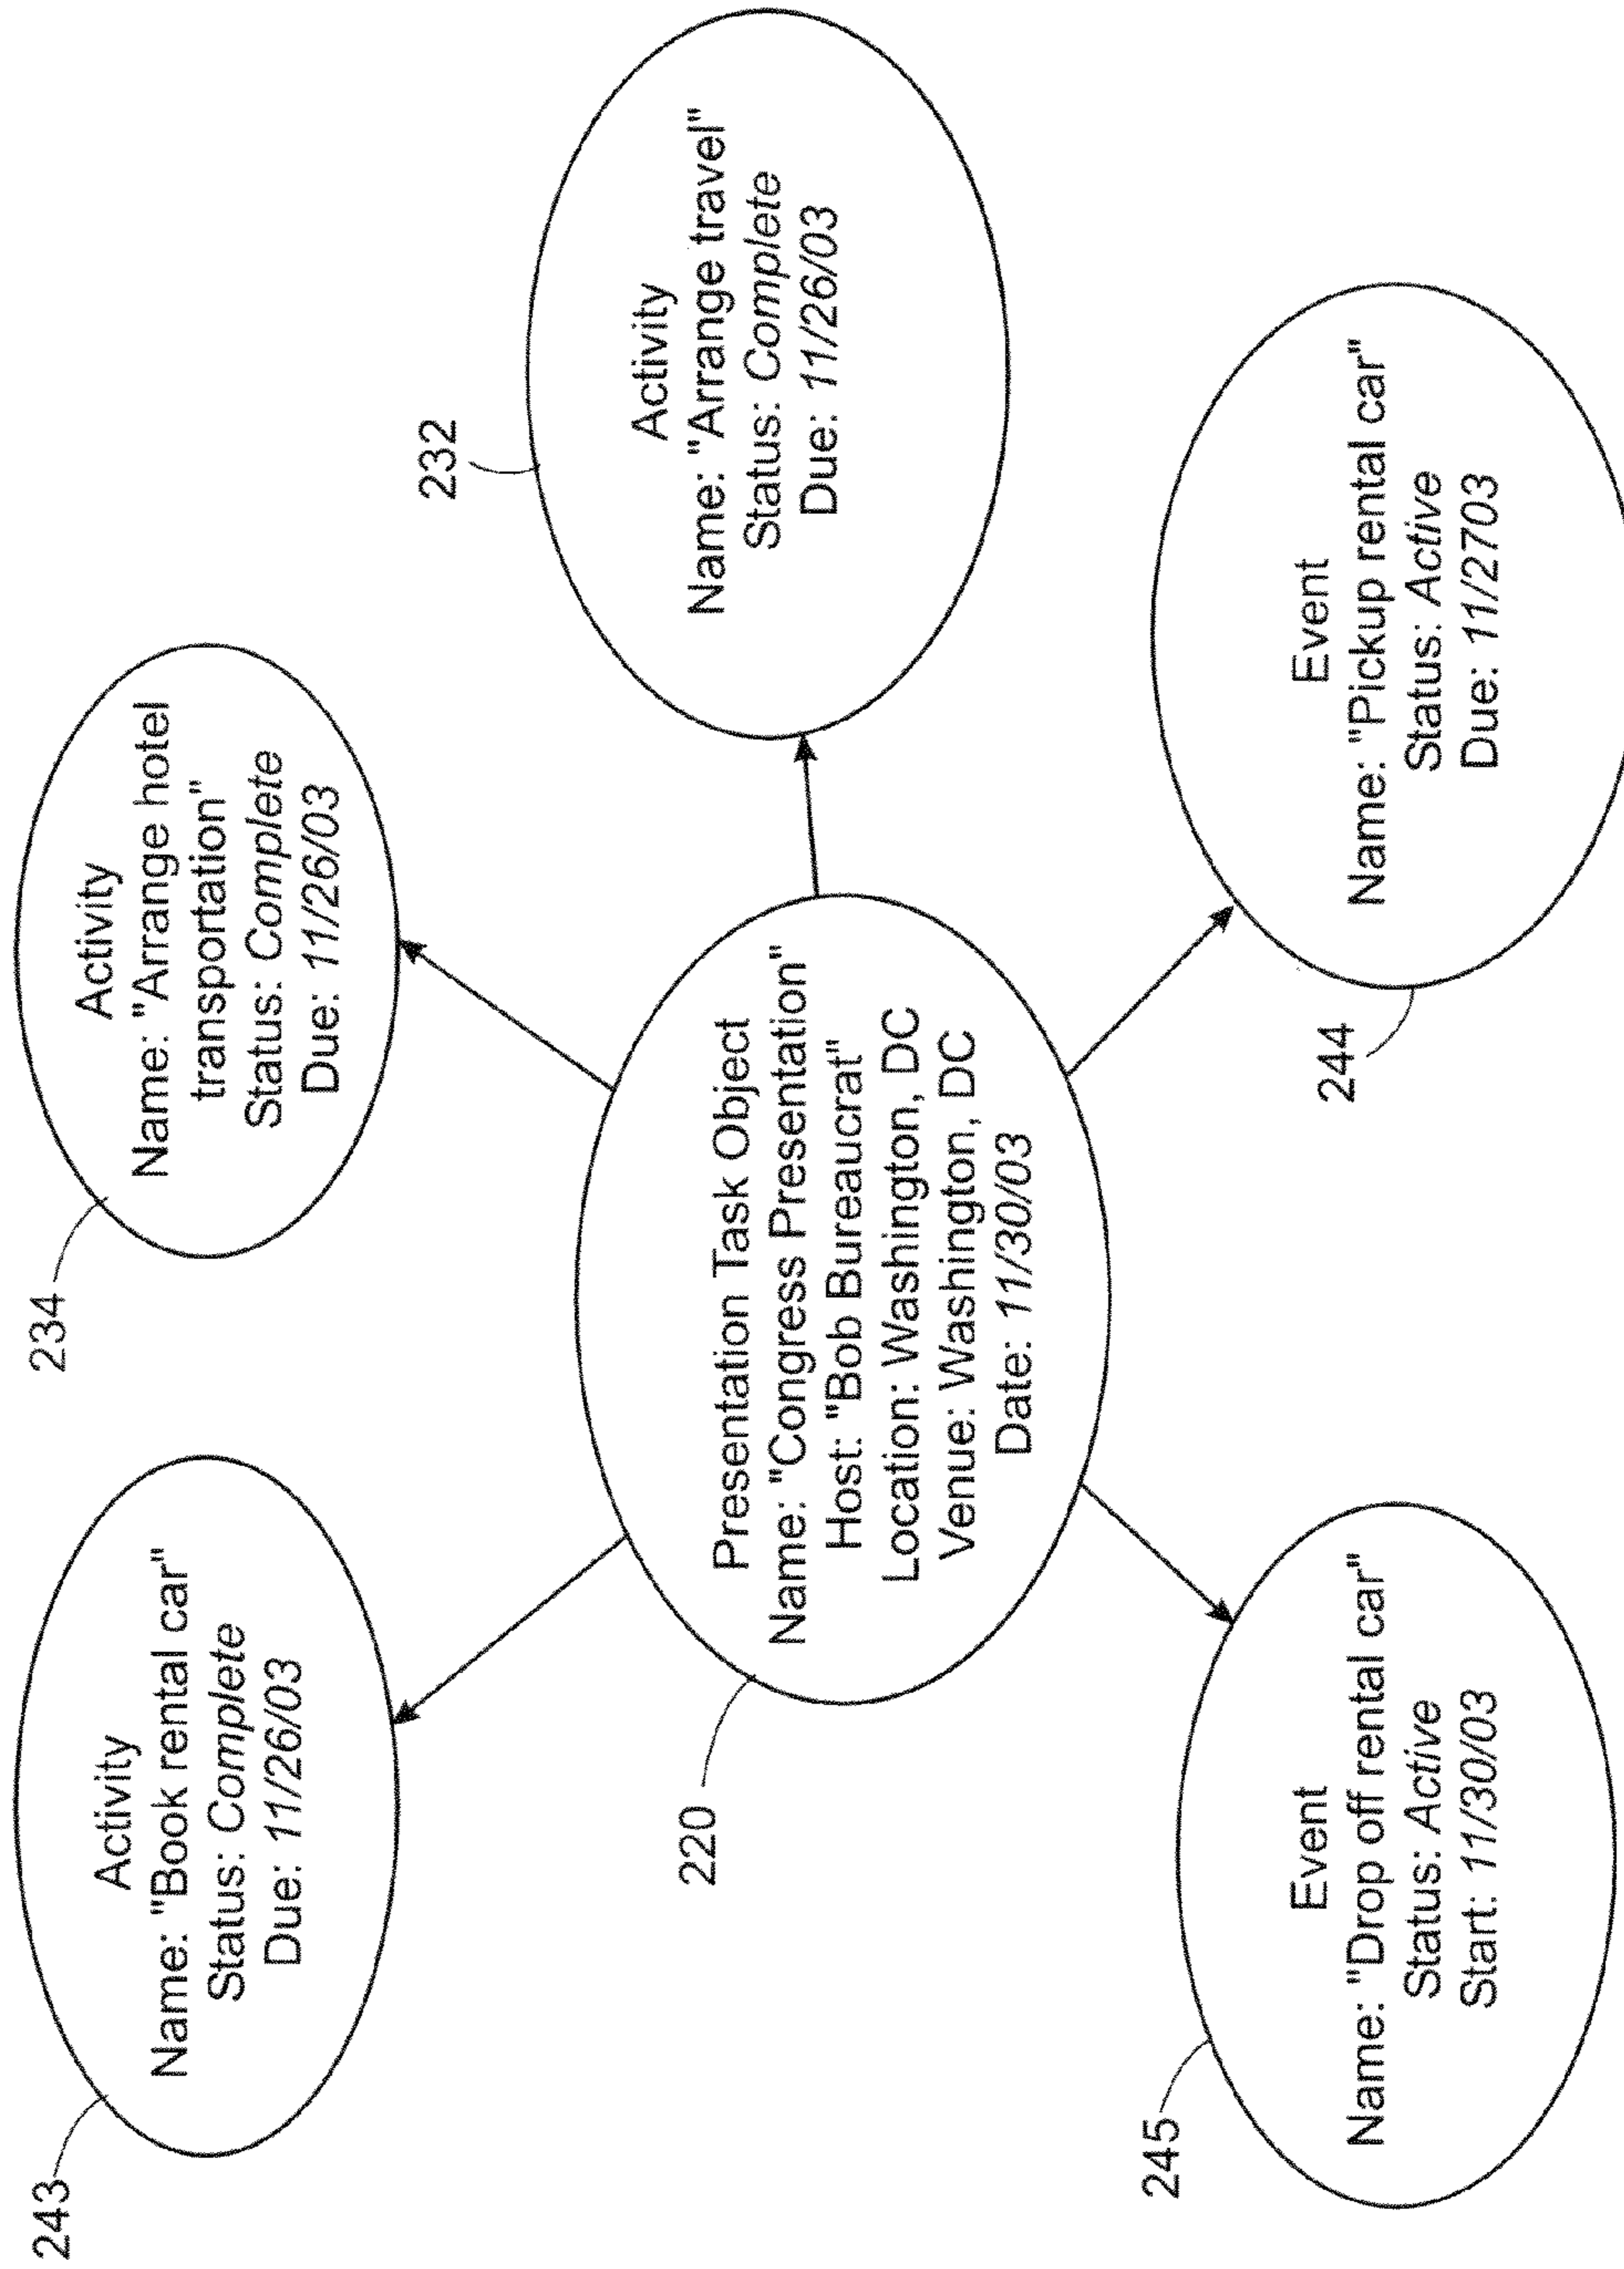 243
Activity
Name: "Book rental car"
Status: Complete
Due: 11/26/03
234
Activity
Name: "Arrange hotel
transportation"
Status: Complete
Due: 11/26/03
232
Activity
Name: "Arrange travel"
Status: Complete
Due: 11/26/03
220
Presentation Task Object
Name: "Congress Presentation"
Host: "Bob Bureaucrat"
Location: Washington, DC
Venue: Washington, DC
Date: 11/30/03
245
Event
Name: "Drop off rental car"
Status: Active
Start: 11/30/03
244
Event
Name: "Pickup rental car"
Status: Active
Due: 11/2703